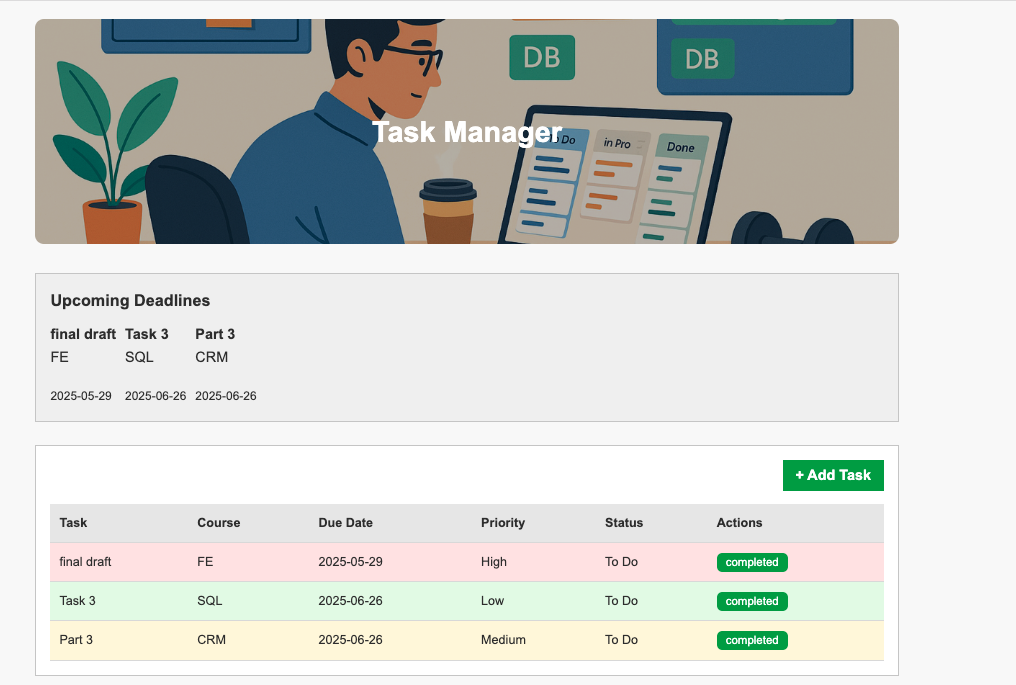 DB
DB
Task Manager
To Do
in Pro
Done
Upcoming Deadlines
final draft Task 3 Part 3
FE SQL CRM
2025-05-29 2025-06-26 2025-06-26
+ Add Task
Task Course Due Date Priority Status Actions
final draft FE 2025-05-29 High To Do completed
Task 3 SQL 2025-06-26 Low To Do completed
Part 3 CRM 2025-06-26 Medium To Do completed